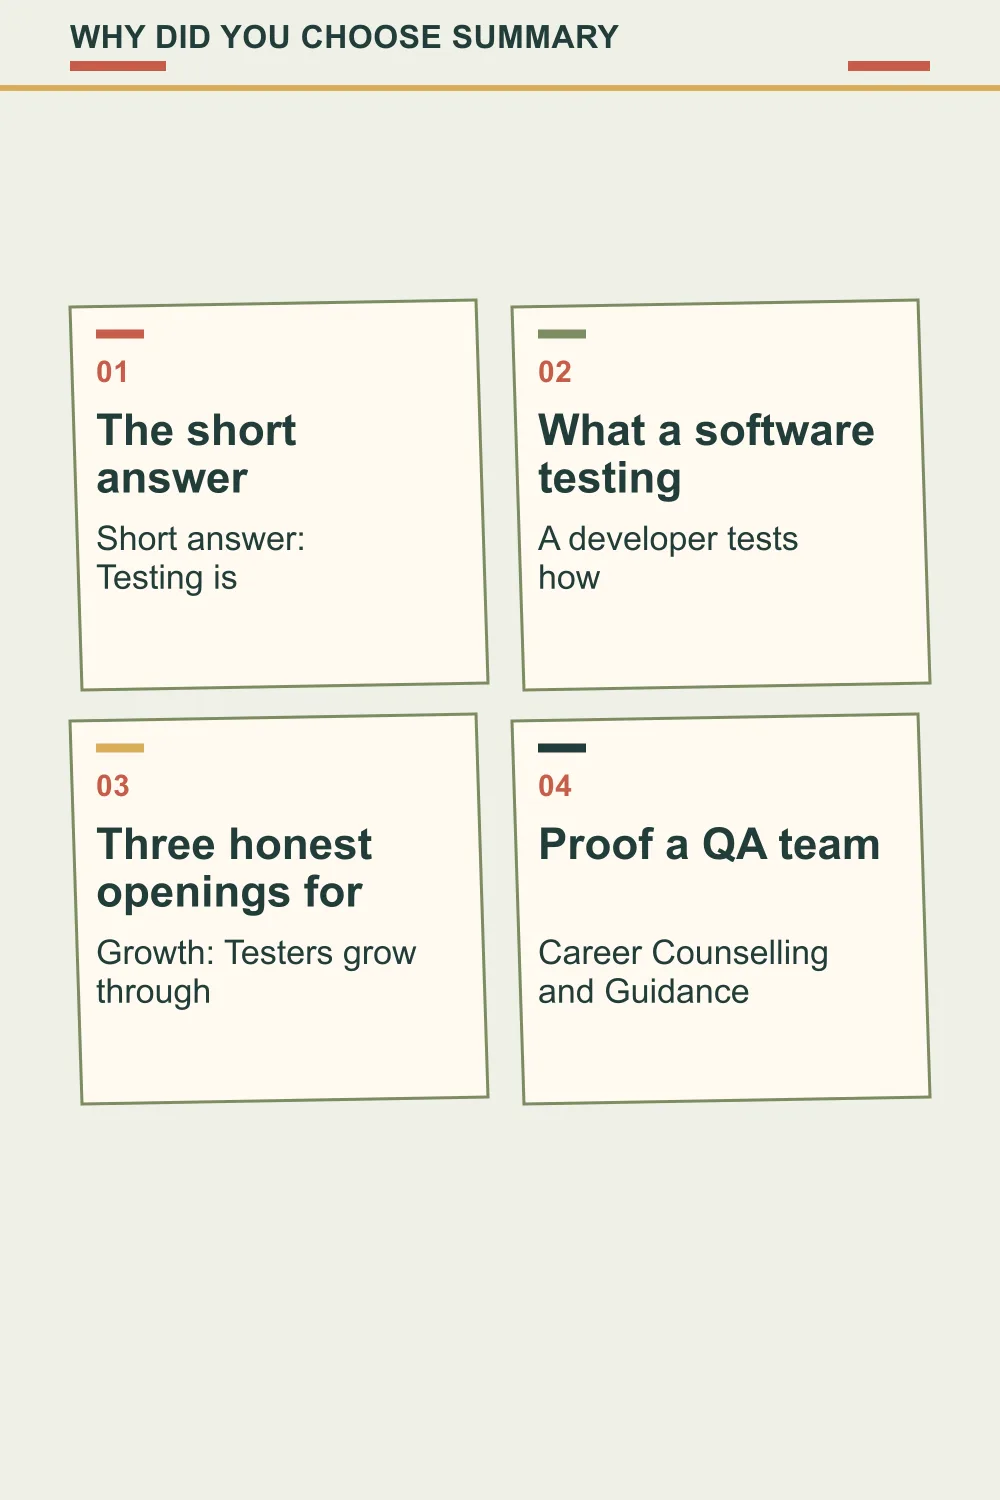 WHY DID YOU CHOOSE SUMMARY
01
The short
answer
Short answer:
Testing is
02
What a software
testing
A developer tests
how
03
Three honest
openings for
Growth: Testers grow
through
04
Proof a QA team
Career Counselling
and Guidance